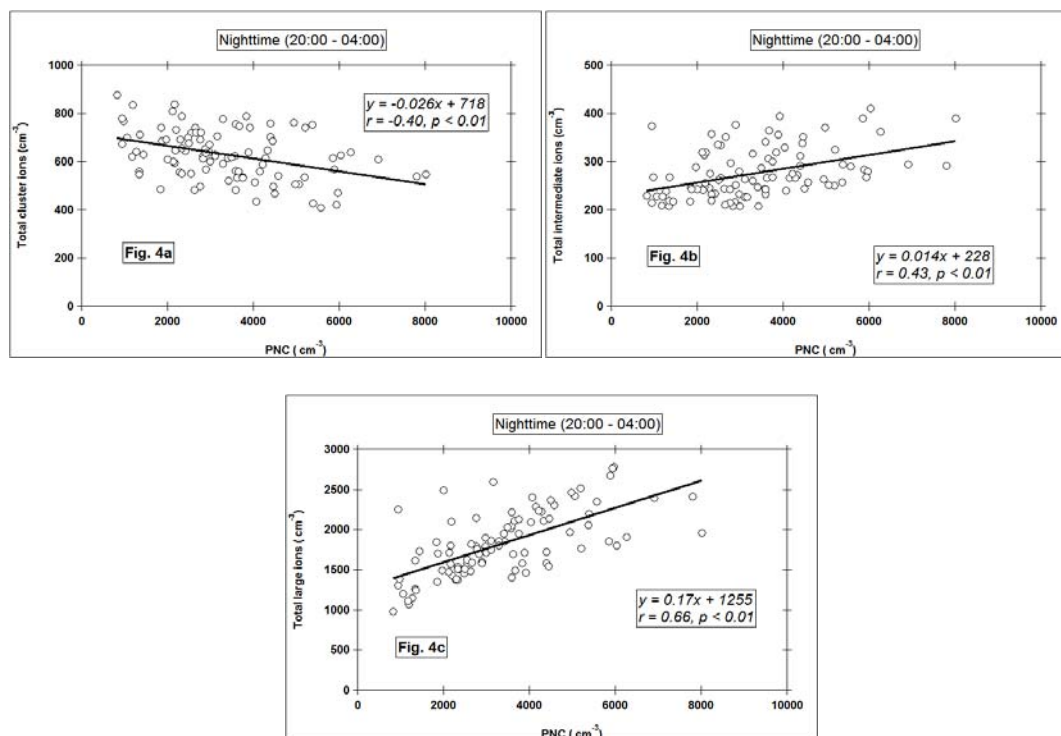 Nighttime (20:00 - 04:00)
1000
800
600
400
200
0
Total cluster ions (cm-3)
y = -0.026x + 718
r = -0.40, p < 0.01
Fig. 4a
0 2000 4000 6000 8000 10000
PNC ( cm-3)
Nighttime (20:00 - 04:00)
500
400
300
200
100
0
Total intermediate ions (cm-3)
Fig. 4b
y = 0.014x + 228
r = 0.43, p < 0.01
0 2000 4000 6000 8000 10000
PNC ( cm-3)
Nighttime (20:00 - 04:00)
3000
2500
2000
1500
1000
500
0
Total large ions (cm-3)
y = 0.17x + 1255
r = 0.66, p < 0.01
Fig. 4c
0 2000 4000 6000 8000 10000
PNC ( cm-3)